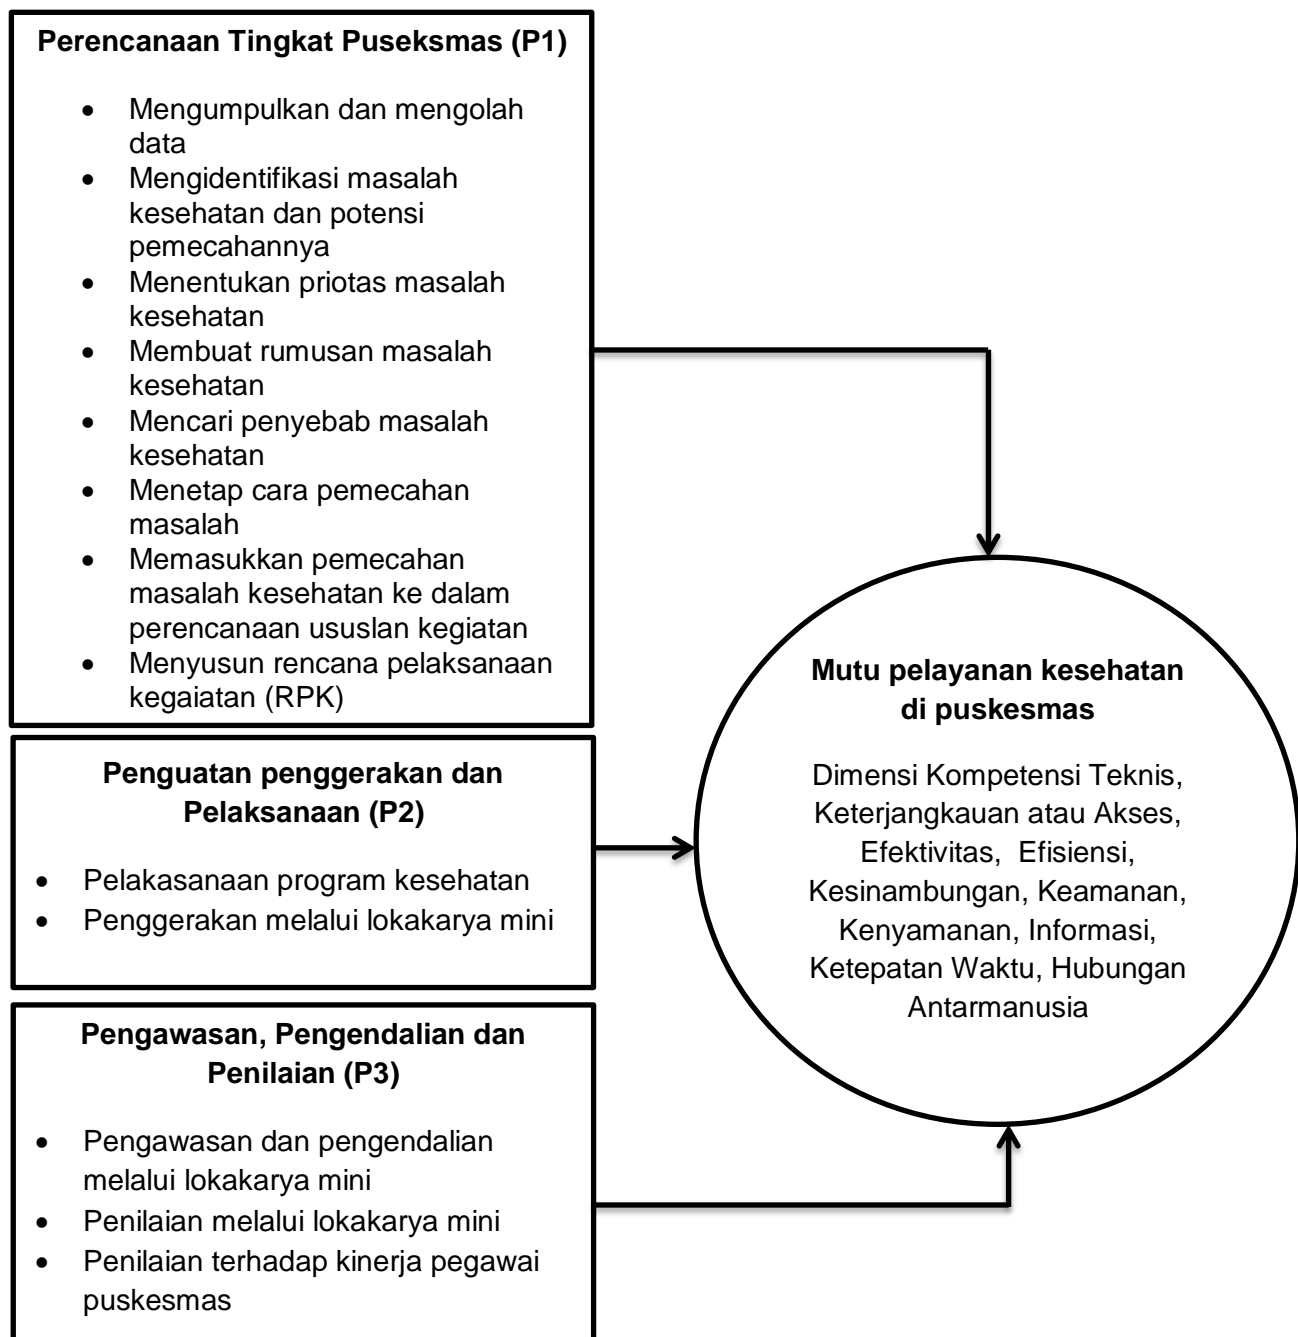 Perencanaan Tingkat Puseksmas (P1)
• Mengumpulkan dan mengolah
data
• Mengidentifikasi masalah
kesehatan dan potensi
pemecahannya
• Menentukan priotas masalah
kesehatan
• Membuat rumusan masalah
kesehatan
• Mencari penyebab masalah
kesehatan
• Menetap cara pemecahan
masalah
• Memasukkan pemecahan
masalah kesehatan ke dalam
perencanaan ususlan kegiatan
• Menyusun rencana pelaksanaan
kegaiatan (RPK)
Penguatan penggerakan dan
Pelaksanaan (P2)
• Pelakasanaan program kesehatan
• Penggerakan melalui lokakarya mini
Pengawasan, Pengendalian dan
Penilaian (P3)
• Pengawasan dan pengendalian
melalui lokakarya mini
• Penilaian melalui lokakarya mini
• Penilaian terhadap kinerja pegawai
puskesmas
Mutu pelayanan kesehatan
di puskesmas
Dimensi Kompetensi Teknis,
Keterjangkauan atau Akses,
Efektivitas, Efisiensi,
Kesinambungan, Keamanan,
Kenyamanan, Informasi,
Ketepatan Waktu, Hubungan
Antarmanusia